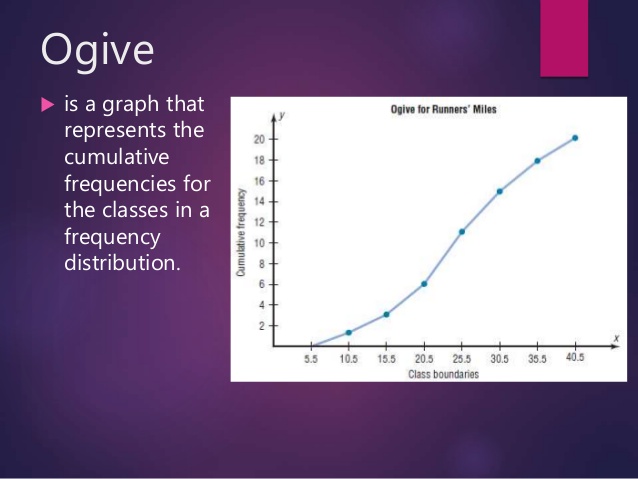 Ogive
is a graph that
represents the
cumulative
frequencies for
the classes in a
frequency
distribution.
Ogive for Runners' Miles
y
20
18
16
14
12
10
8
6
4
2
Cumulative frequency
x
5.5 10.5 15.5 20.5 25.5 30.5 35.5 40.5
Class boundaries